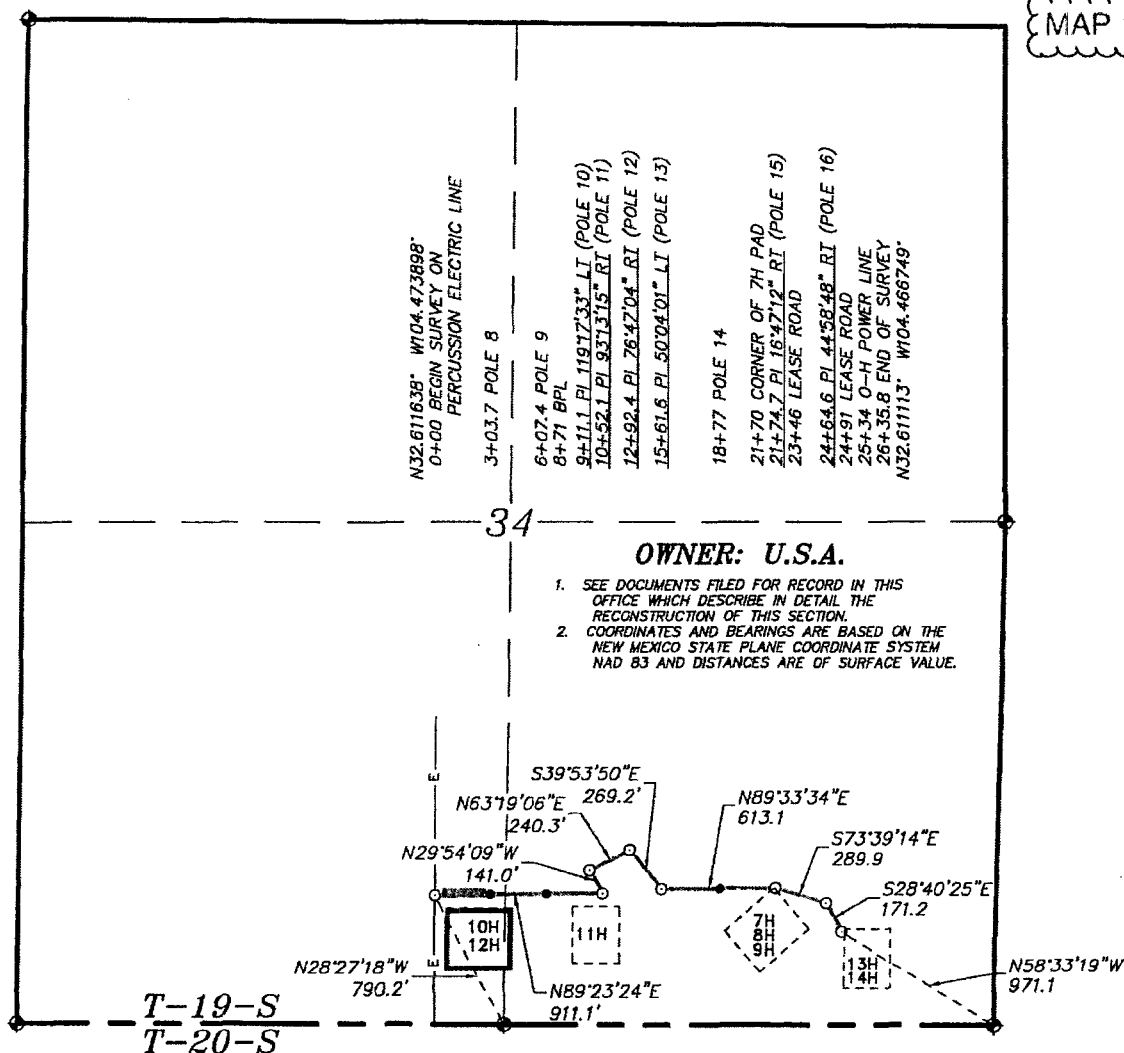 MAP
N32.611638° W104.473898°
0+00 BEGIN SURVEY ON
PERCUSSION ELECTRIC LINE
3+03.7 POLE 8
6+07.4 POLE 9
8+71 BPL
9+11.1 PI 119°17'33" LT (POLE 10)
10+52.1 PI 93°13'15" RT (POLE 11)
12+92.4 PI 76°47'04" RT (POLE 12)
15+61.6 PI 50°04'01" LT (POLE 13)
18+77 POLE 14
21+70 CORNER OF 7H PAD
21+74.7 PI 16°47'12" RT (POLE 15)
23+46 LEASE ROAD
24+64.6 PI 44°58'48" RT (POLE 16)
24+91 LEASE ROAD
25+34 O-H POWER LINE
26+35.8 END OF SURVEY
N32.611113° W104.466749°
34
OWNER: U.S.A.
1. SEE DOCUMENTS FILED FOR RECORD IN THIS
OFFICE WHICH DESCRIBE IN DETAIL THE
RECONSTRUCTION OF THIS SECTION.
2. COORDINATES AND BEARINGS ARE BASED ON THE
NEW MEXICO STATE PLANE COORDINATE SYSTEM
NAD 83 AND DISTANCES ARE OF SURFACE VALUE.
E
S39°53'50"E
269.2'
N63°19'06"E
240.3'
N89°33'34"E
613.1
S73°39'14"E
289.9
N29°54'09"W
141.0'
S28°40'25"E
171.2
10H
12H
11H
7H
8H
9H
13H
14H
E
N28°27'18"W
790.2'
N89°23'24"E
911.1'
N58°33'19"W
971.1
T-19-S
T-20-S